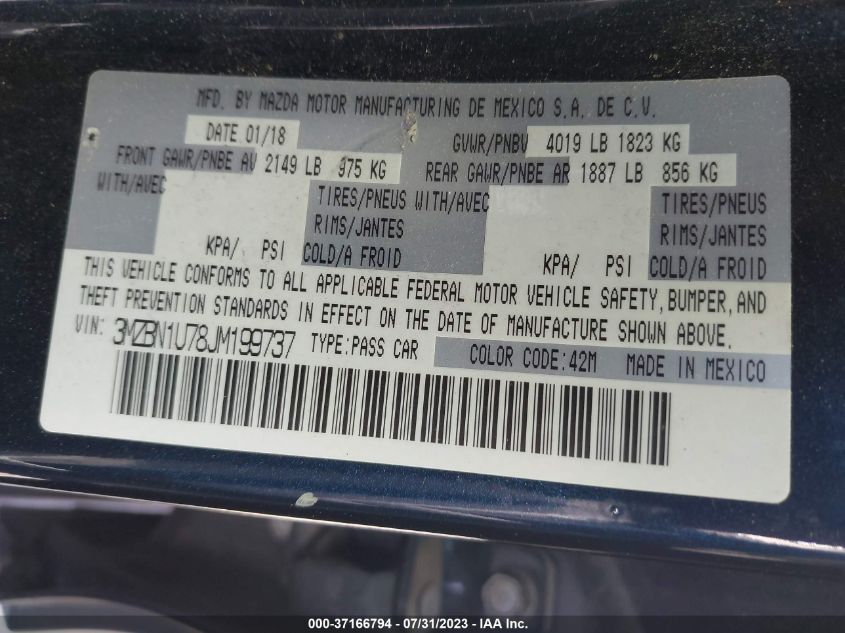 MFD. BY MAZDA MOTOR MANUFACTURING DE MEXICO S.A. DE C.V.
DATE 01/18 GVWR/PNBV 4019 LB 1823 KG
FRONT GAWR/PNBE AV 2149 LB 975 KG REAR GAWR/PNBE AR 1887 LB 856 KG
WITH/AVEC TIRES/PNEUS WITH/AVEC TIRES/PNEUS
RIMS/JANTES RIMS/JANTES
KPA/ PSI COLD/A FROID KPA/ PSI COLD/A FROID
THIS VEHICLE CONFORMS TO ALL APPLICABLE FEDERAL MOTOR VEHICLE SAFETY, BUMPER, AND
THEFT PREVENTION STANDARDS IN EFFECT ON THE DATE OF MANUFACTURE SHOWN ABOVE.
VIN: 3MZBN1U78JM199737 TYPE:PASS CAR COLOR CODE:42M MADE IN MEXICO
000-37166794 - 07/31/2023 - IAA Inc.